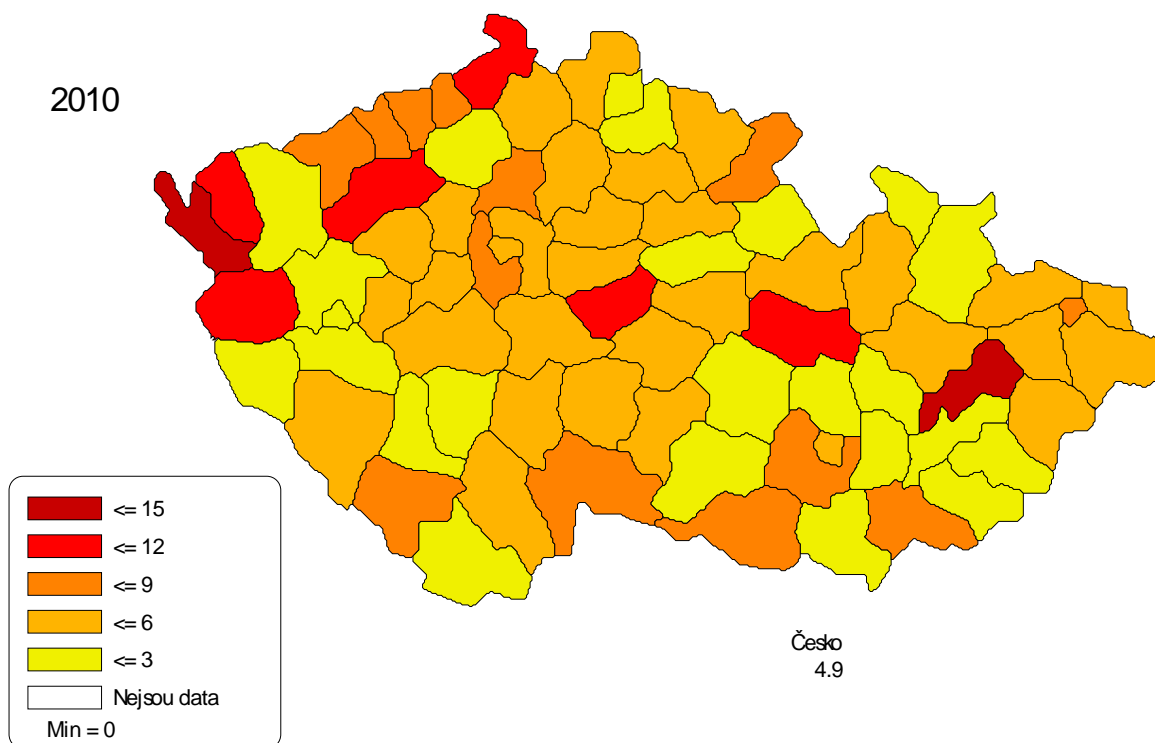 2010
<= 15
<= 12
<= 9
<= 6
<= 3
Nejsou data
Min = 0
Česko
4.9